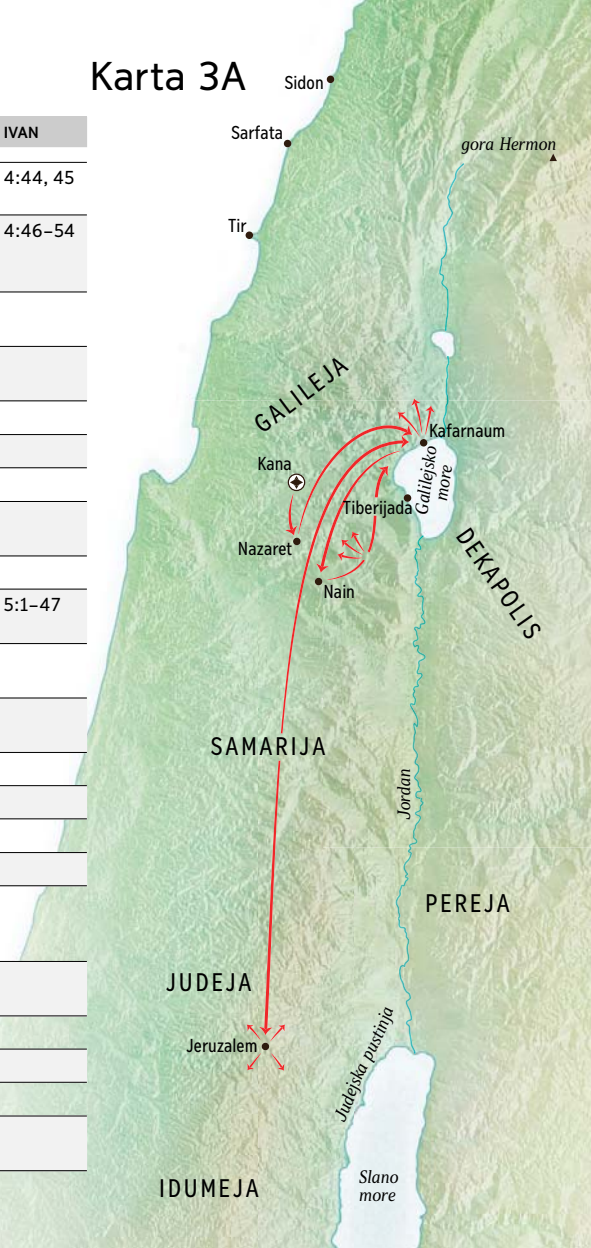 Karta 3A
IVAN
4:44, 45
4:46–54
5:1–47
Sidon
Sarfata
gora Hermon
Tir
GALILEJA
Kafarnaum
Kana
Galilejsko
more
Tiberijada
Nazaret
DEKAPOLIS
Nain
SAMARIJA
Jordan
PEREJA
JUDEJA
Jeruzalem
Judejska pustinja
Slano
more
IDUMEJA